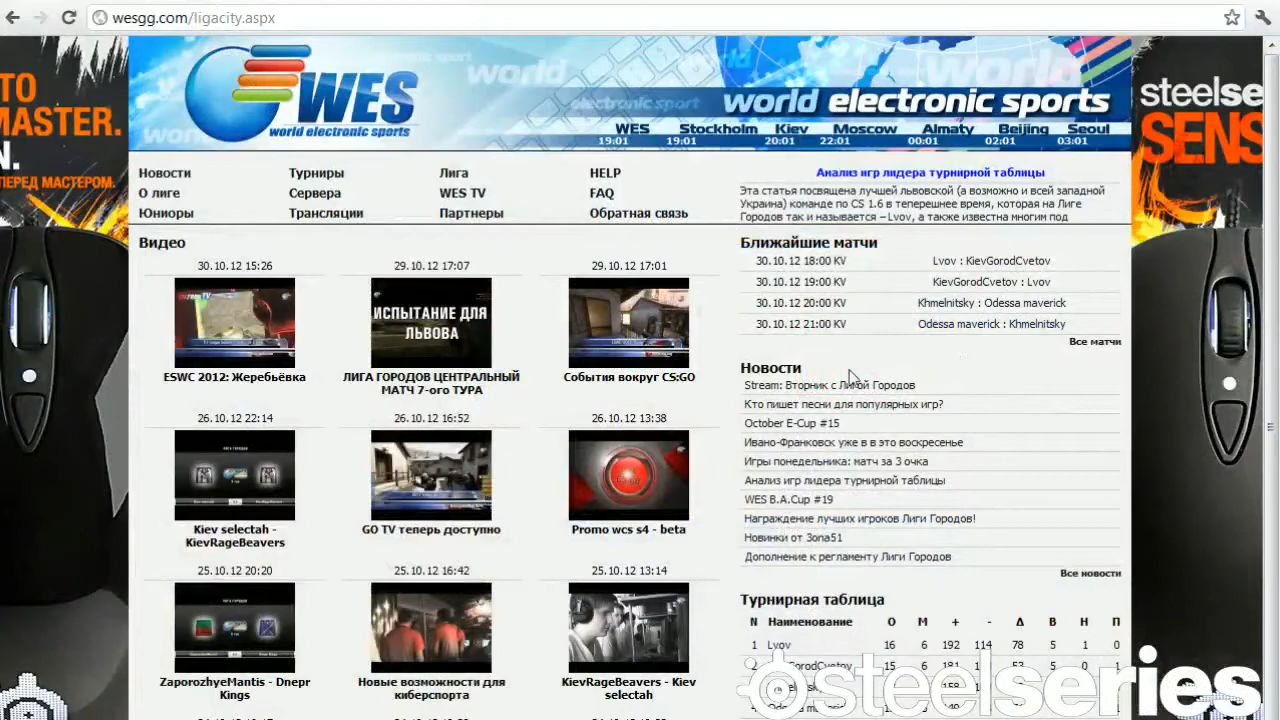 wesgg.com/ligacity.aspx
TO
MASTER.
N.
ПЕРЕД МАСТЕРОМ.
WES
world electronic sports
world
electronic sport
world electronic sports
WES Stockholm Kiev Moscow Almaty Beijing Seoul
19:01 19:01 20:01 22:01 00:01 02:01 03:01
steelse
SENS
Новости Турниры Лига HELP
О лиге Сервера WES TV FAQ
Юниоры Трансляции Партнеры Обратная связь
Анализ игр лидера турнирной таблицы
Эта статья посвящена лучшей львовской (а возможно и всей западной
Украина) команде по CS 1.6 в теперешнее время, которая на Лиге
Городов так и называется – Lvov, а также известна многим под
Видео
30.10.12 15:26 29.10.12 17:07 29.10.12 17:01
ИСПЫТАНИЕ ДЛЯ
ЛЬВОВА
ESWC 2012: Жеребьёвка
ЛИГА ГОРОДОВ ЦЕНТРАЛЬНЫЙ
МАТЧ 7-ого ТУРА
События вокруг CS:GO
26.10.12 22:14 26.10.12 16:52 26.10.12 13:38
Kiev selectah -
KievRageBeavers
GO TV теперь доступно
Promo wcs s4 - beta
25.10.12 20:20 25.10.12 16:42 25.10.12 13:14
ZaporozhyeMantis - Dnepr
Kings
Новые возможности для
киберспорта
KievRageBeavers - Kiev
selectah
Ближайшие матчи
30.10.12 18:00 KV Lvov : KievGorodCvetov
30.10.12 19:00 KV KievGorodCvetov : Lvov
30.10.12 20:00 KV Khmelnitsky : Odessa maverick
30.10.12 21:00 KV Odessa maverick : Khmelnitsky
Все матчи
Новости
Stream: Вторник с Лигой Городов
Кто пишет песни для популярных игр?
October E-Cup #15
Ивано-Франковск уже в в это воскресенье
Игры понедельника: матч за 3 очка
Анализ игр лидера турнирной таблицы
WES B.A.Cup #19
Награждение лучших игроков Лиги Городов!
Новинки от Зона51
Дополнение к регламенту Лиги Городов
Все новости
Турнирная таблица
N Наименование О М + - Δ В Н П
1 Lvov 16 6 192 114 78 5 1 0
steelseries